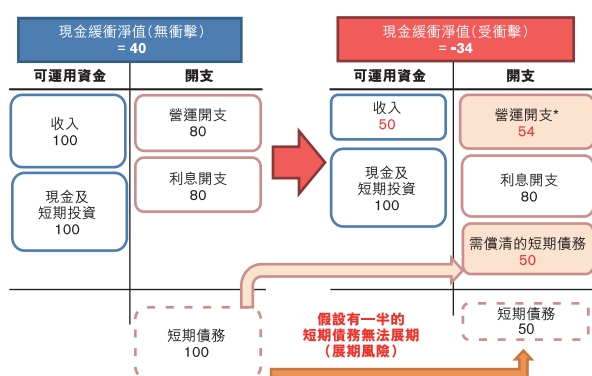 現金緩衝淨值(無衝擊)
= 40
可運用資金
開支
收入
100
營運開支
80
現金及
短期投資
100
利息開支
80
短期債務
100
現金緩衝淨值(受衝擊)
= -34
可運用資金
開支
收入
50
營運開支*
54
現金及
短期投資
100
利息開支
80
需償清的短期債務
50
短期債務
50
假設有一半的
短期債務無法展期
(展期風險)